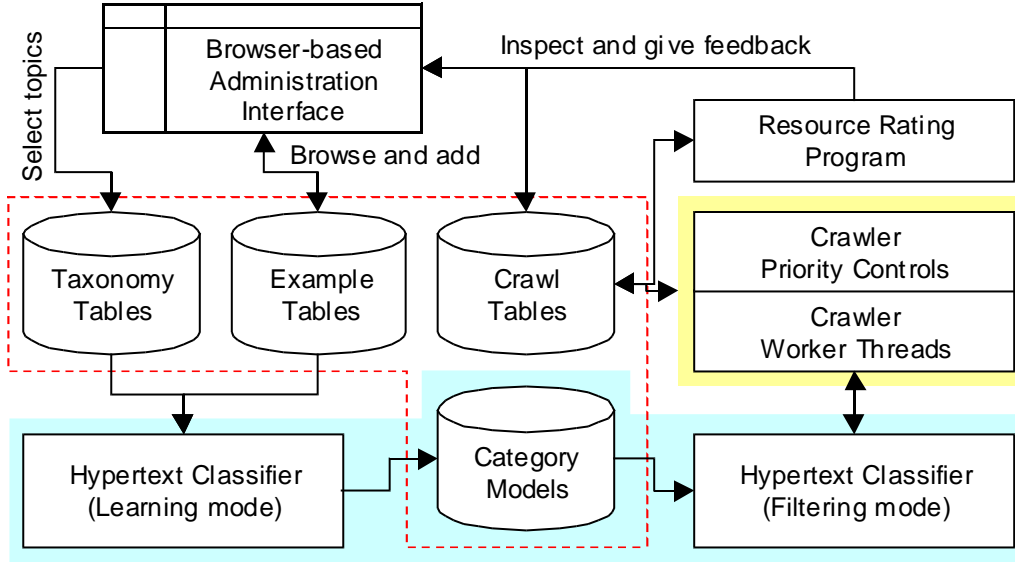 Select topics
Browser-based
Administration
Interface
Inspect and give feedback
Browse and add
Resource Rating
Program
Taxonomy
Tables
Example
Tables
Crawl
Tables
Crawler
Priority Controls
Crawler
Worker Threads
Hypertext Classifier
(Learning mode)
Category
Models
Hypertext Classifier
(Filtering mode)